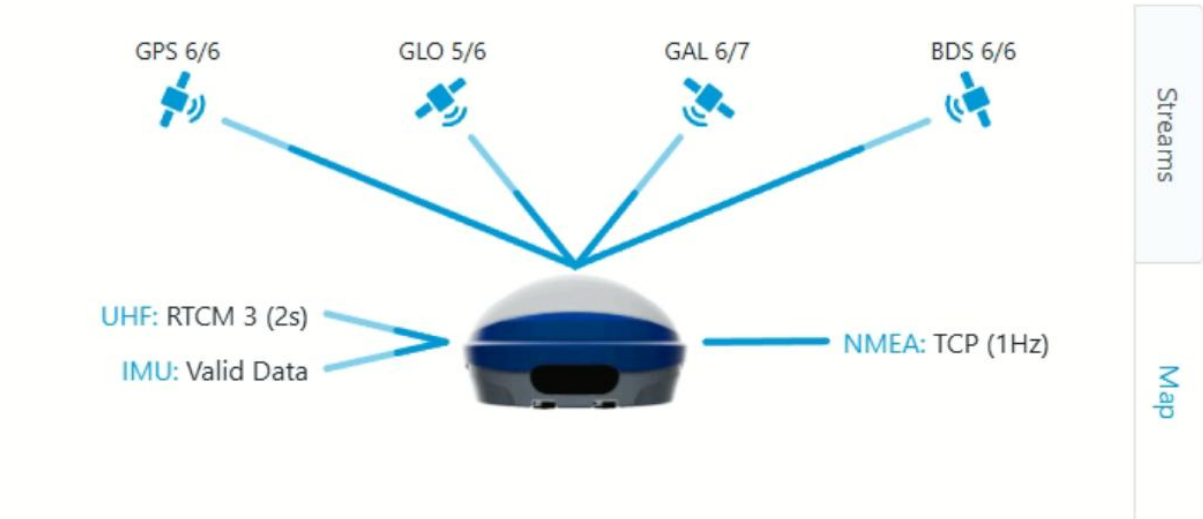 GPS 6/6
GLO 5/6
GAL 6/7
BDS 6/6
Streams
UHF: RTCM 3 (2s)
IMU: Valid Data
NMEA: TCP (1Hz)
Map